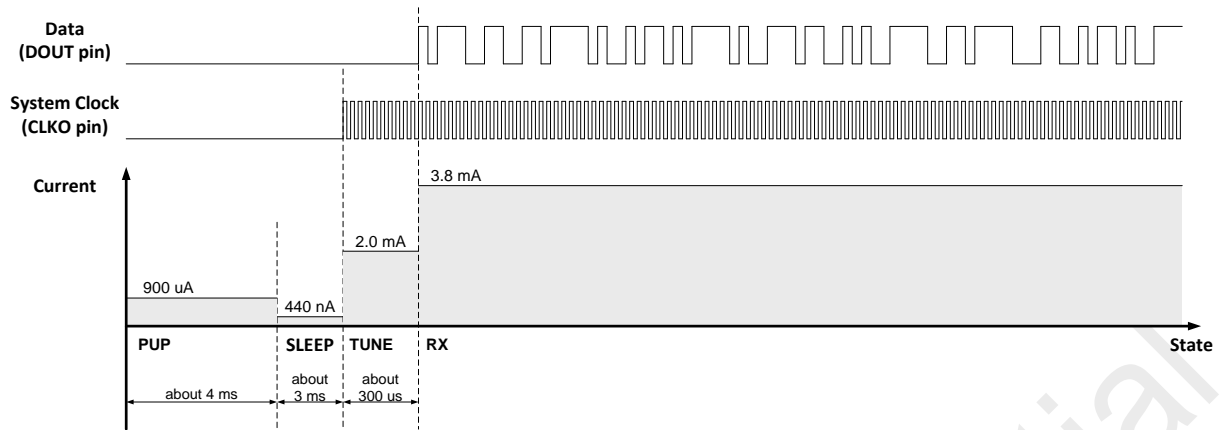 Data
(DOUT pin)
System Clock
(CLKO pin)
Current
3.8 mA
2.0 mA
900 uA
440 nA
PUP
SLEEP
TUNE
RX
State
about 4 ms
about
3 ms
about
300 us